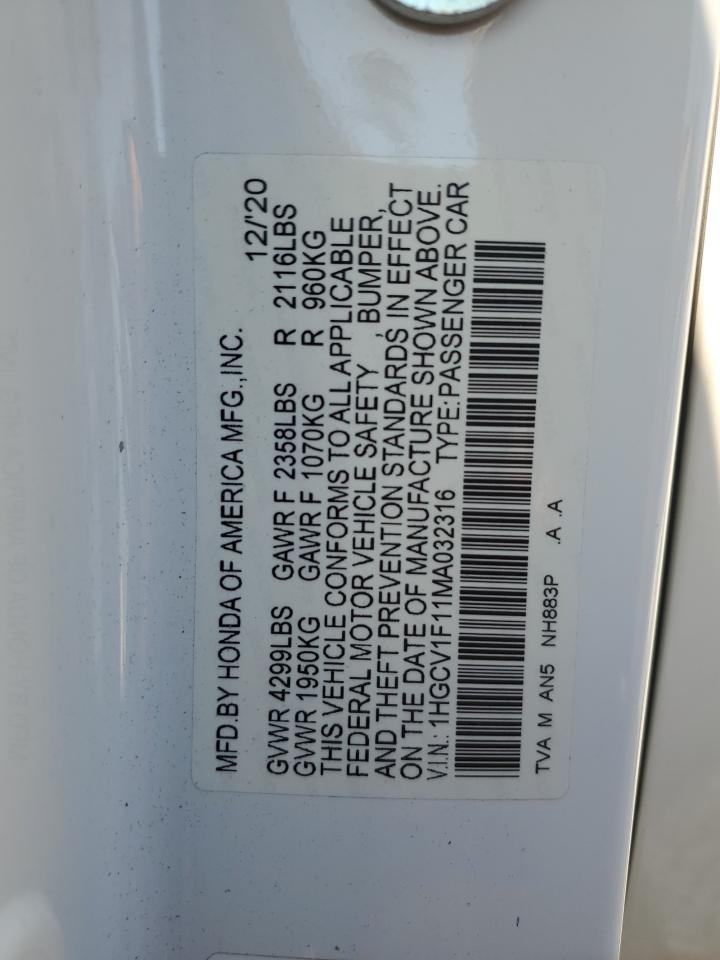 MFD.BY HONDA OF AMERICA MFG.,INC. 12/'20
GVWR 4299LBS GAWR F 2358LBS R 2116LBS
GVWR 1950KG GAWR F 1070KG R 960KG
THIS VEHICLE CONFORMS TO ALL APPLICABLE
FEDERAL MOTOR VEHICLE SAFETY , BUMPER,
AND THEFT PREVENTION STANDARDS IN EFFECT
ON THE DATE OF MANUFACTURE SHOWN ABOVE.
V.I.N.: 1HGCV1F11MA032316 TYPE:PASSENGER CAR
TVA M AN5 NH883P .A .A